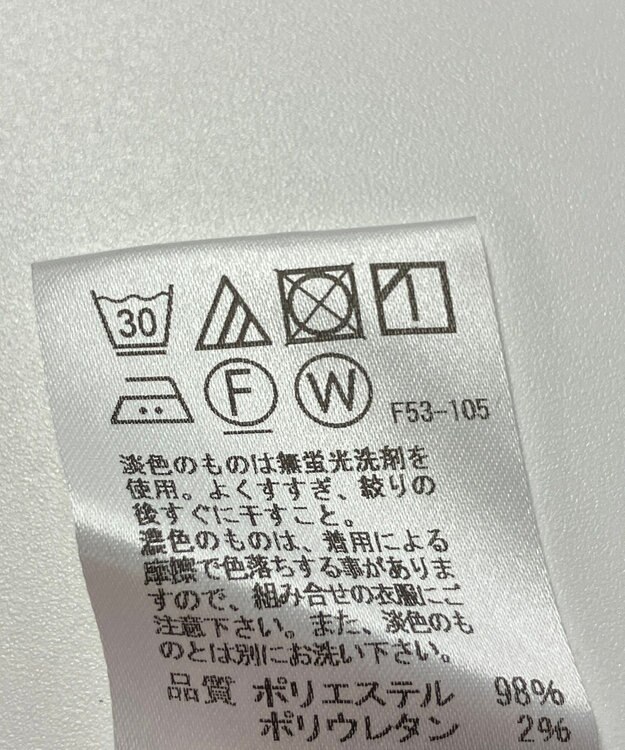 30
F W F53-105
淡色のものは無蛍光洗剤を
使用。よくすすぎ、絞りの
後すぐに干すこと。
濃色のものは、着用による
摩擦で色落ちする事がありま
すので、組み合せの衣服にご
注意下さい。また、淡色のも
のとは別にお洗い下さい。
品質 ポリエステル 98%
ポリウレタン 2%